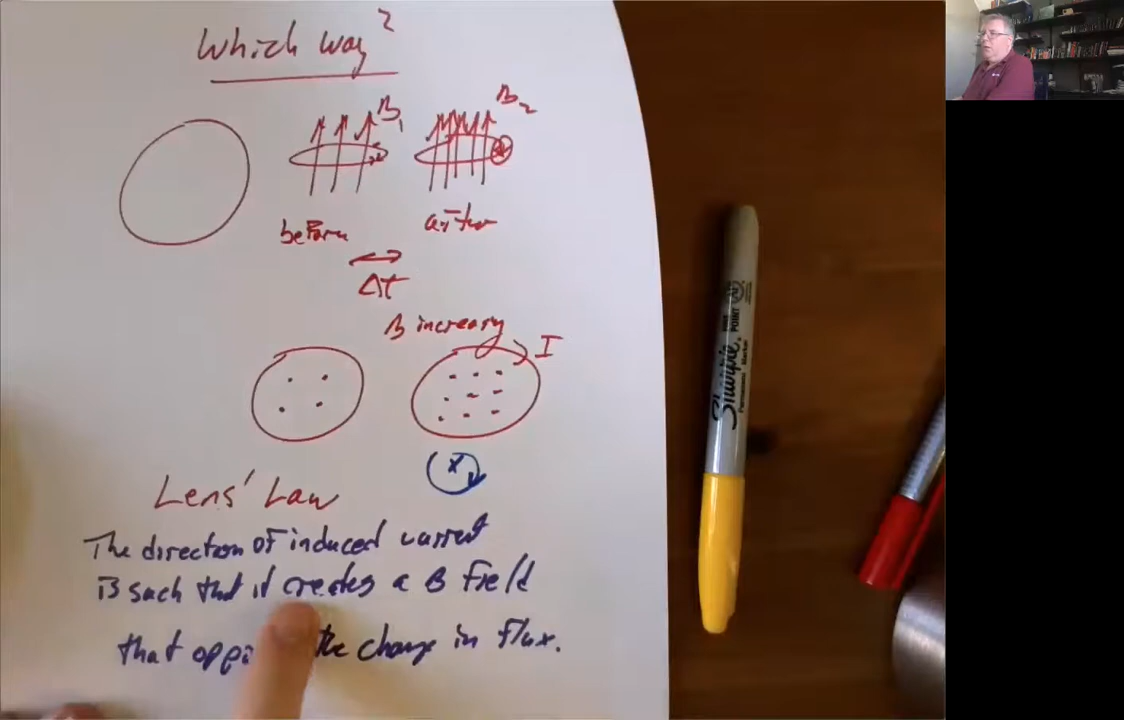 Which way?
B1
B2
before
after
Δt
B increasing
I
x
Lens' Law
The direction of induced current
is such that it creates a B field
that oppo the change in flux.
Sharpie